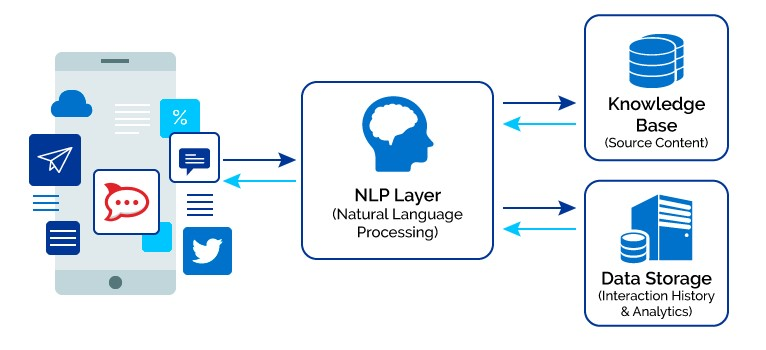 %
NLP Layer
(Natural Language
Processing)
Knowledge
Base
(Source Content)
Data Storage
(Interaction History
& Analytics)